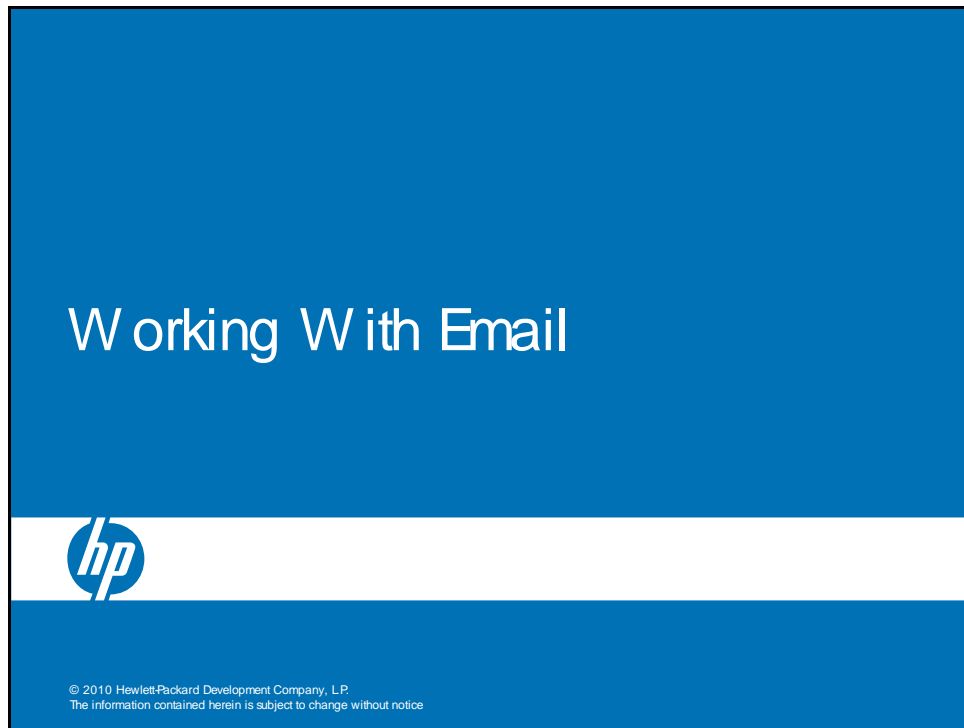 Working With Email
hp
© 2010 Hewlett-Packard Development Company, L.P.
The information contained herein is subject to change without notice